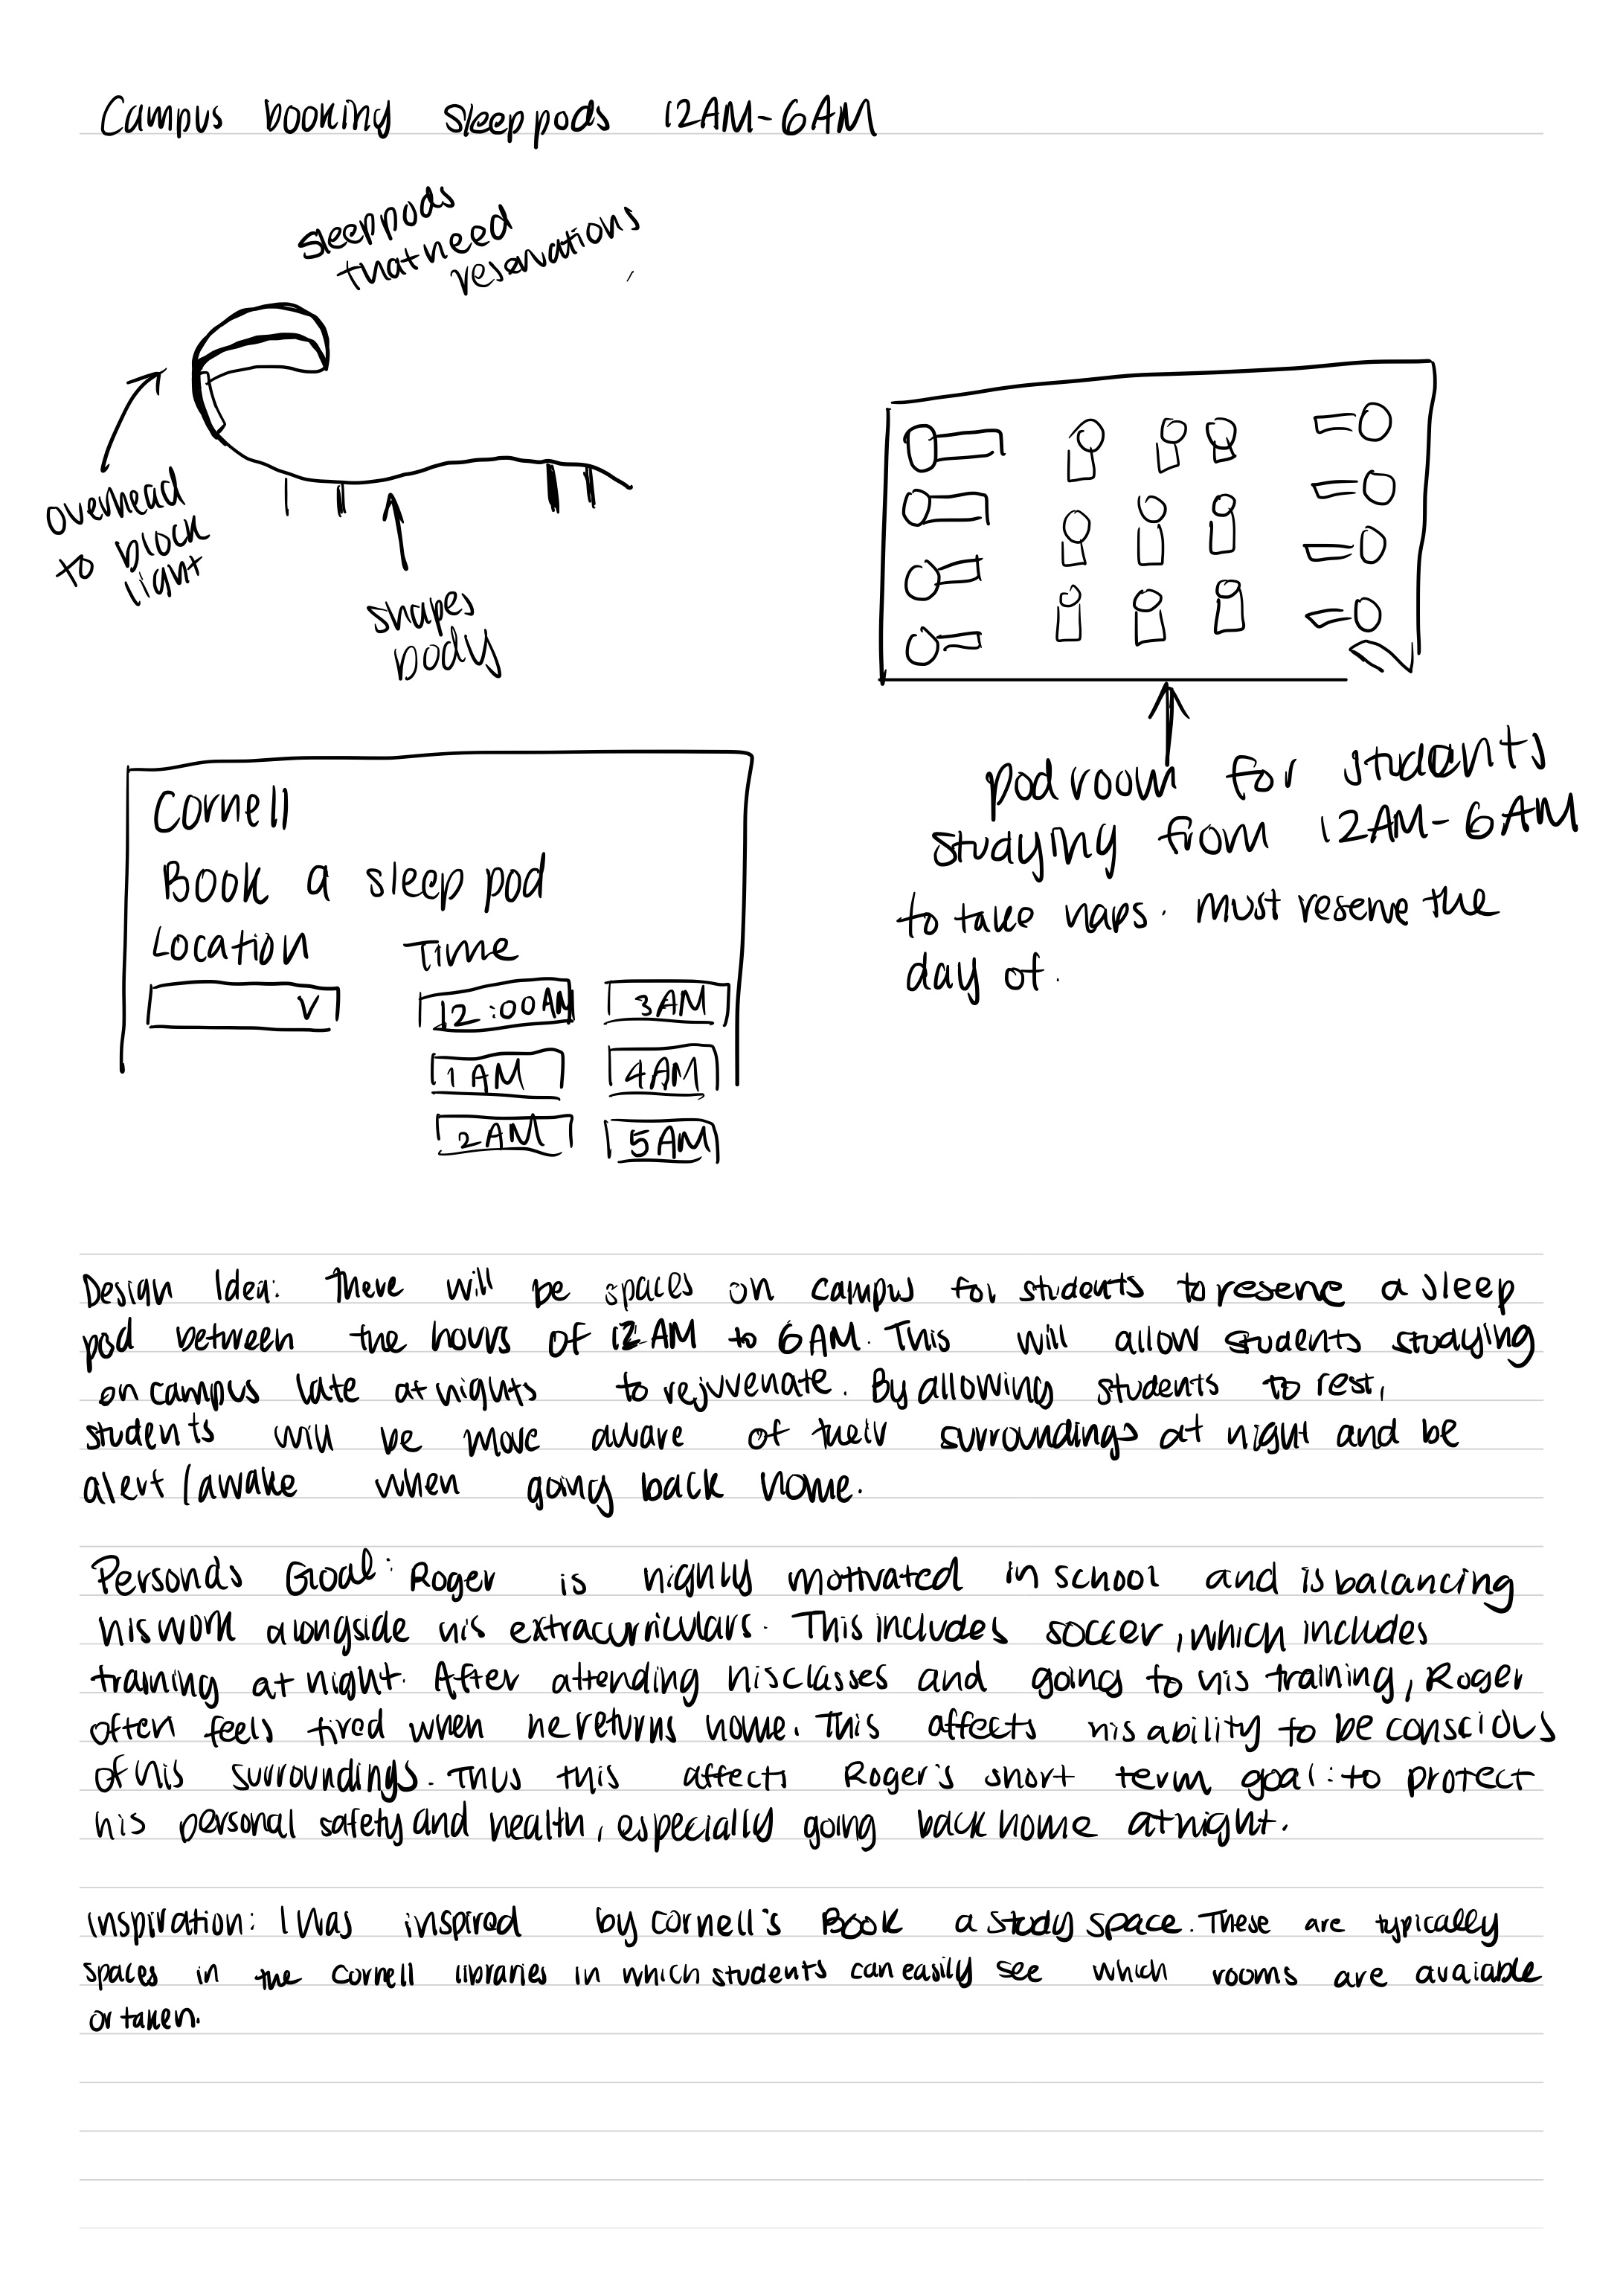 Campus booking sleep pods 12AM-6AM
sleep pods
that need
reservations
overhead
to block
light
shapes
body
pod room for students
studying from 12AM-6AM
to take naps. must reserve the
day of.
Cornell
Book a sleep pod
Location Time
V 12:00AM 3AM
1AM 4AM
2AM 5AM
Design Idea: There will be spaces on campus for students to reserve a sleep
pod between the hours of 12AM to 6AM. This will allow students studying
on campus late at nights to rejuvenate. By allowing students to rest,
students will be more aware of their surroundings at night and be
alert/awake when going back home.
Persona's Goal: Roger is highly motivated in school and is balancing
his work alongside his extracurriculars. This includes soccer, which includes
training at night. After attending his classes and going to his training, Roger
often feels tired when he returns home. This affects his ability to be conscious
of his surroundings. Thus this affects Roger's short term goal: to protect
his personal safety and health, especially going back home at night.
Inspiration: I was inspired by Cornell's Book a study space. These are typically
spaces in the Cornell libraries in which students can easily see which rooms are avaiable
or taken.